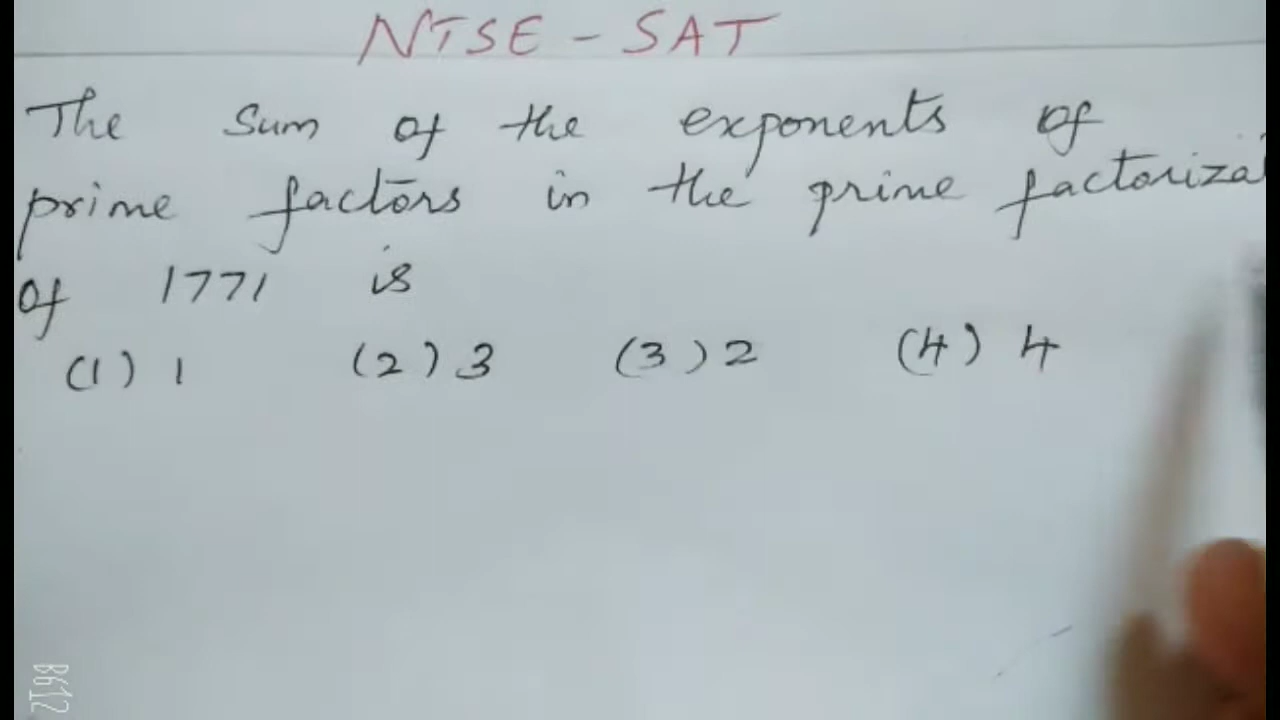 NTSE - SAT
The sum of the exponents of
prime factors in the prime factoriza
of 1771 is
(1) 1 (2) 3 (3) 2 (4) 4
B612